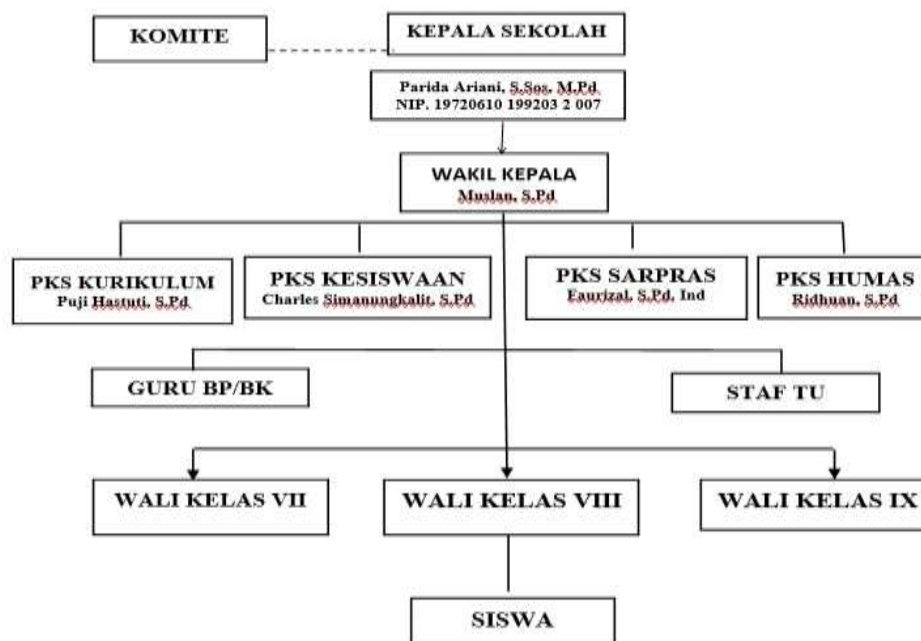 KOMITE
KEPALA SEKOLAH
Parida Ariani, S.Sos, M.Pd
NIP. 19720610 199203 2 007
WAKIL KEPALA
Muslan, S.Pd
PKS KURIKULUM
Puji Hastuti, S.Pd
PKS KESISWAAN
Charles Simanungkalit, S.Pd
PKS SARPRAS
Faurizal, S.Pd, Ind
PKS HUMAS
Ridhuan, S.Pd
GURU BP/BK
STAF TU
WALI KELAS VII
WALI KELAS VIII
WALI KELAS IX
SISWA